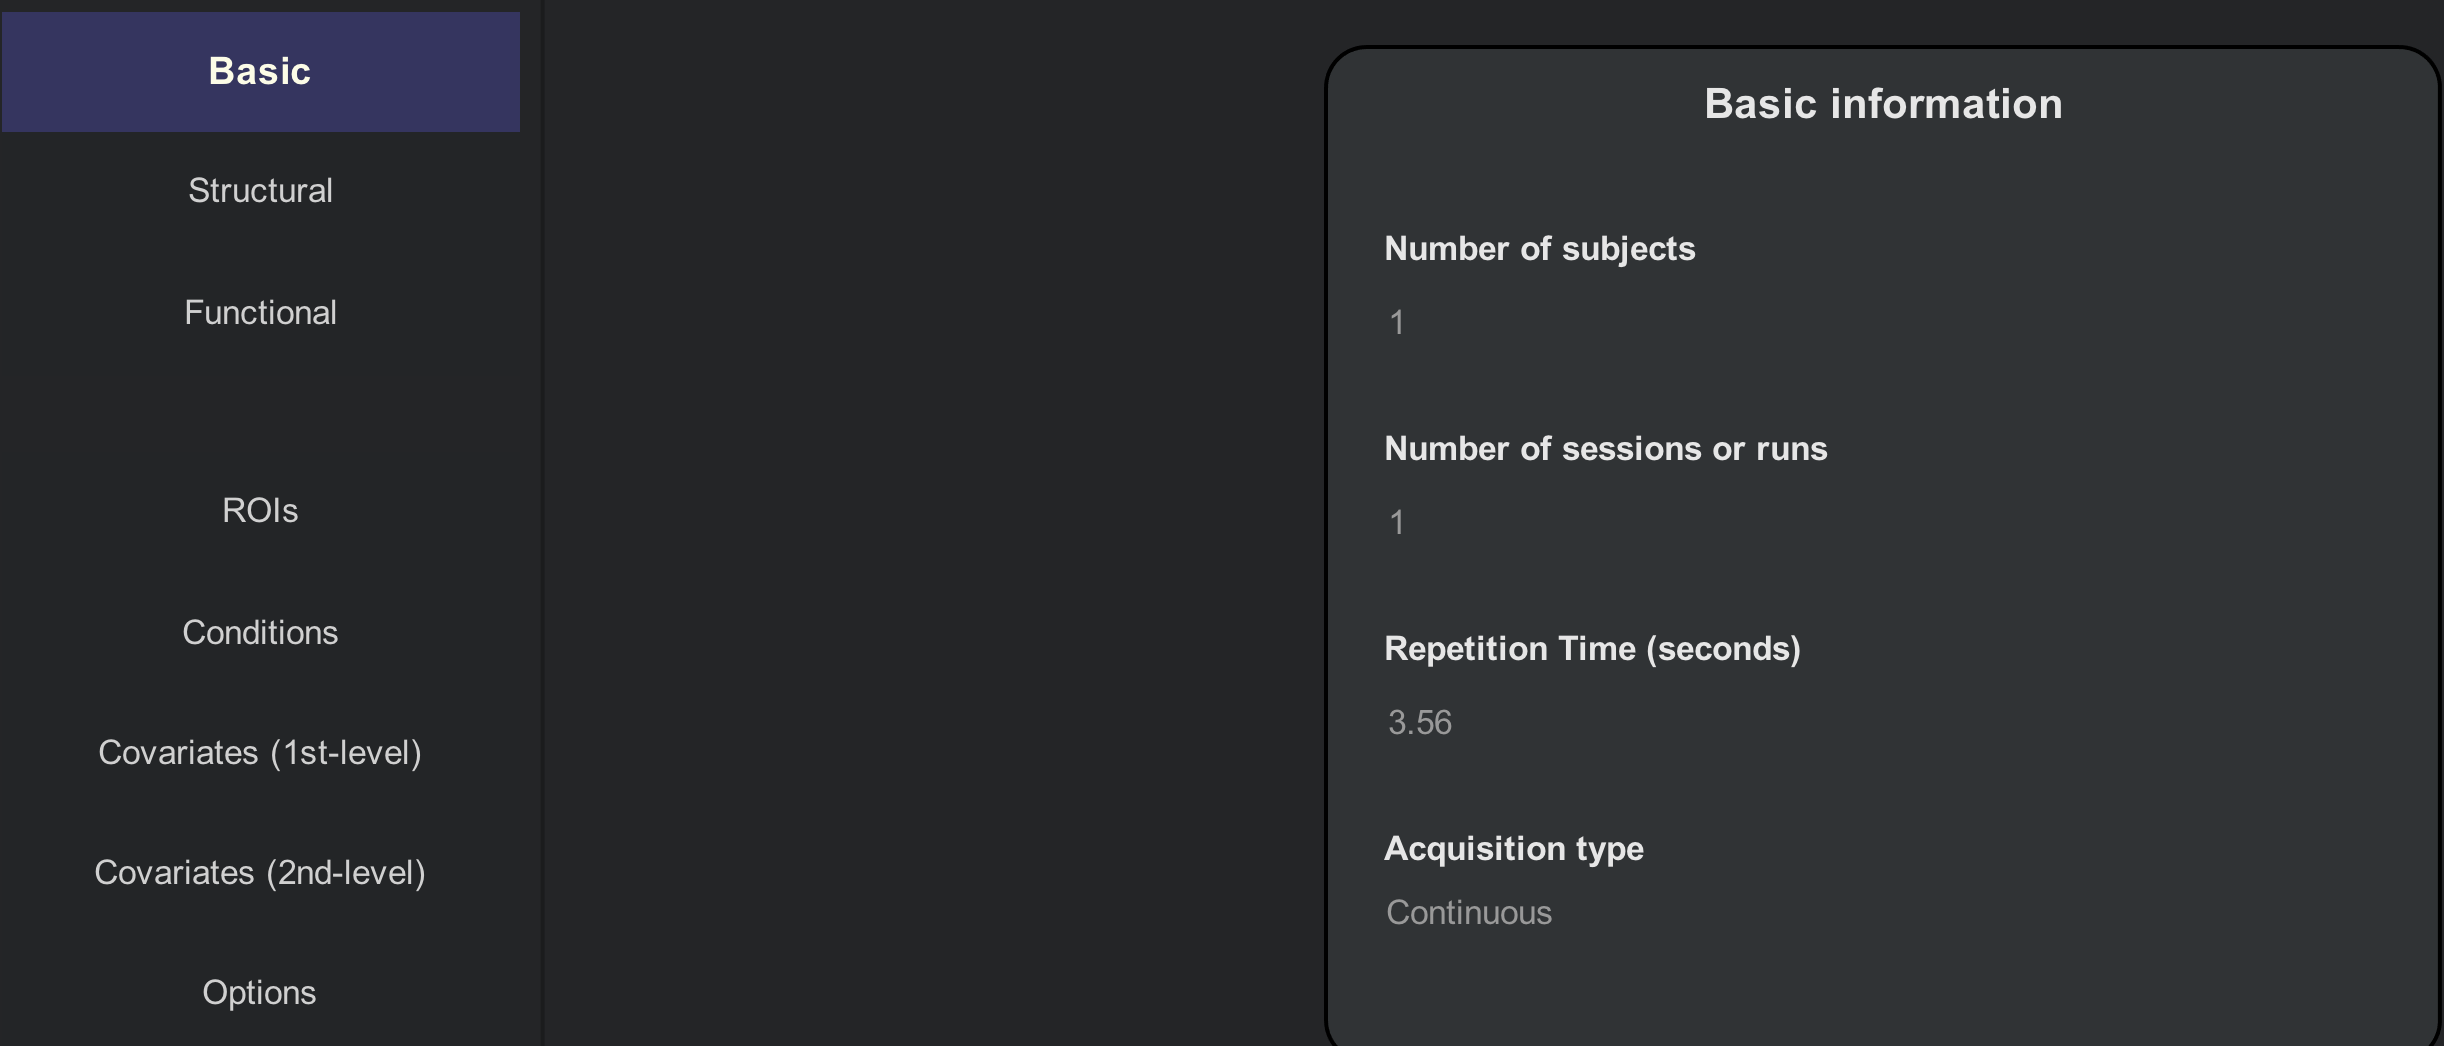 Basic
Structural
Functional
ROIs
Conditions
Covariates (1st-level)
Covariates (2nd-level)
Options
Basic information
Number of subjects
1
Number of sessions or runs
1
Repetition Time (seconds)
3.56
Acquisition type
Continuous